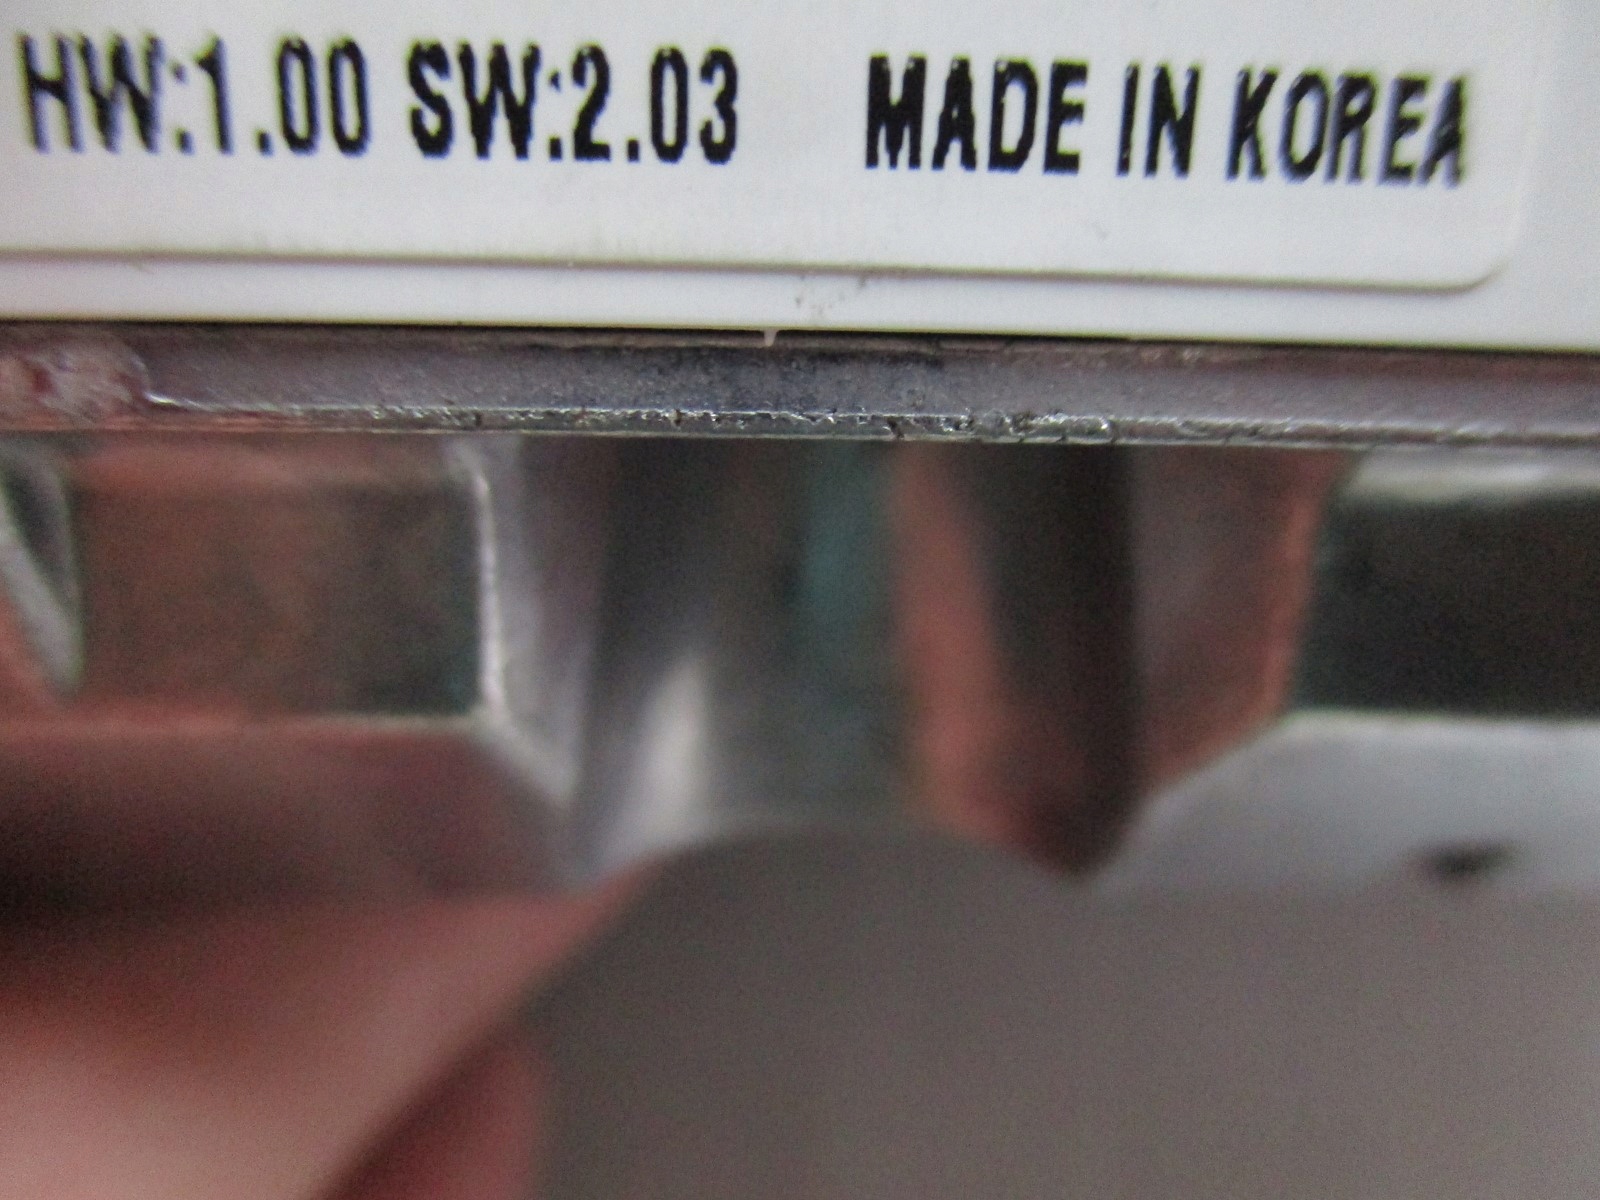 HW:1.00 SW:2.03 MADE IN KOREA